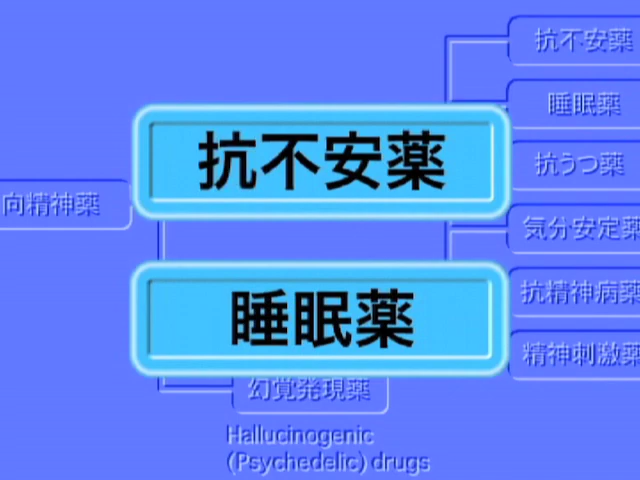 抗不安薬
睡眠薬
抗不安薬
睡眠薬
抗うつ薬
向精神薬
気分安定薬
抗精神病薬
精神刺激薬
幻覚発現薬
Hallucinogenic
(Psychedelic) drugs